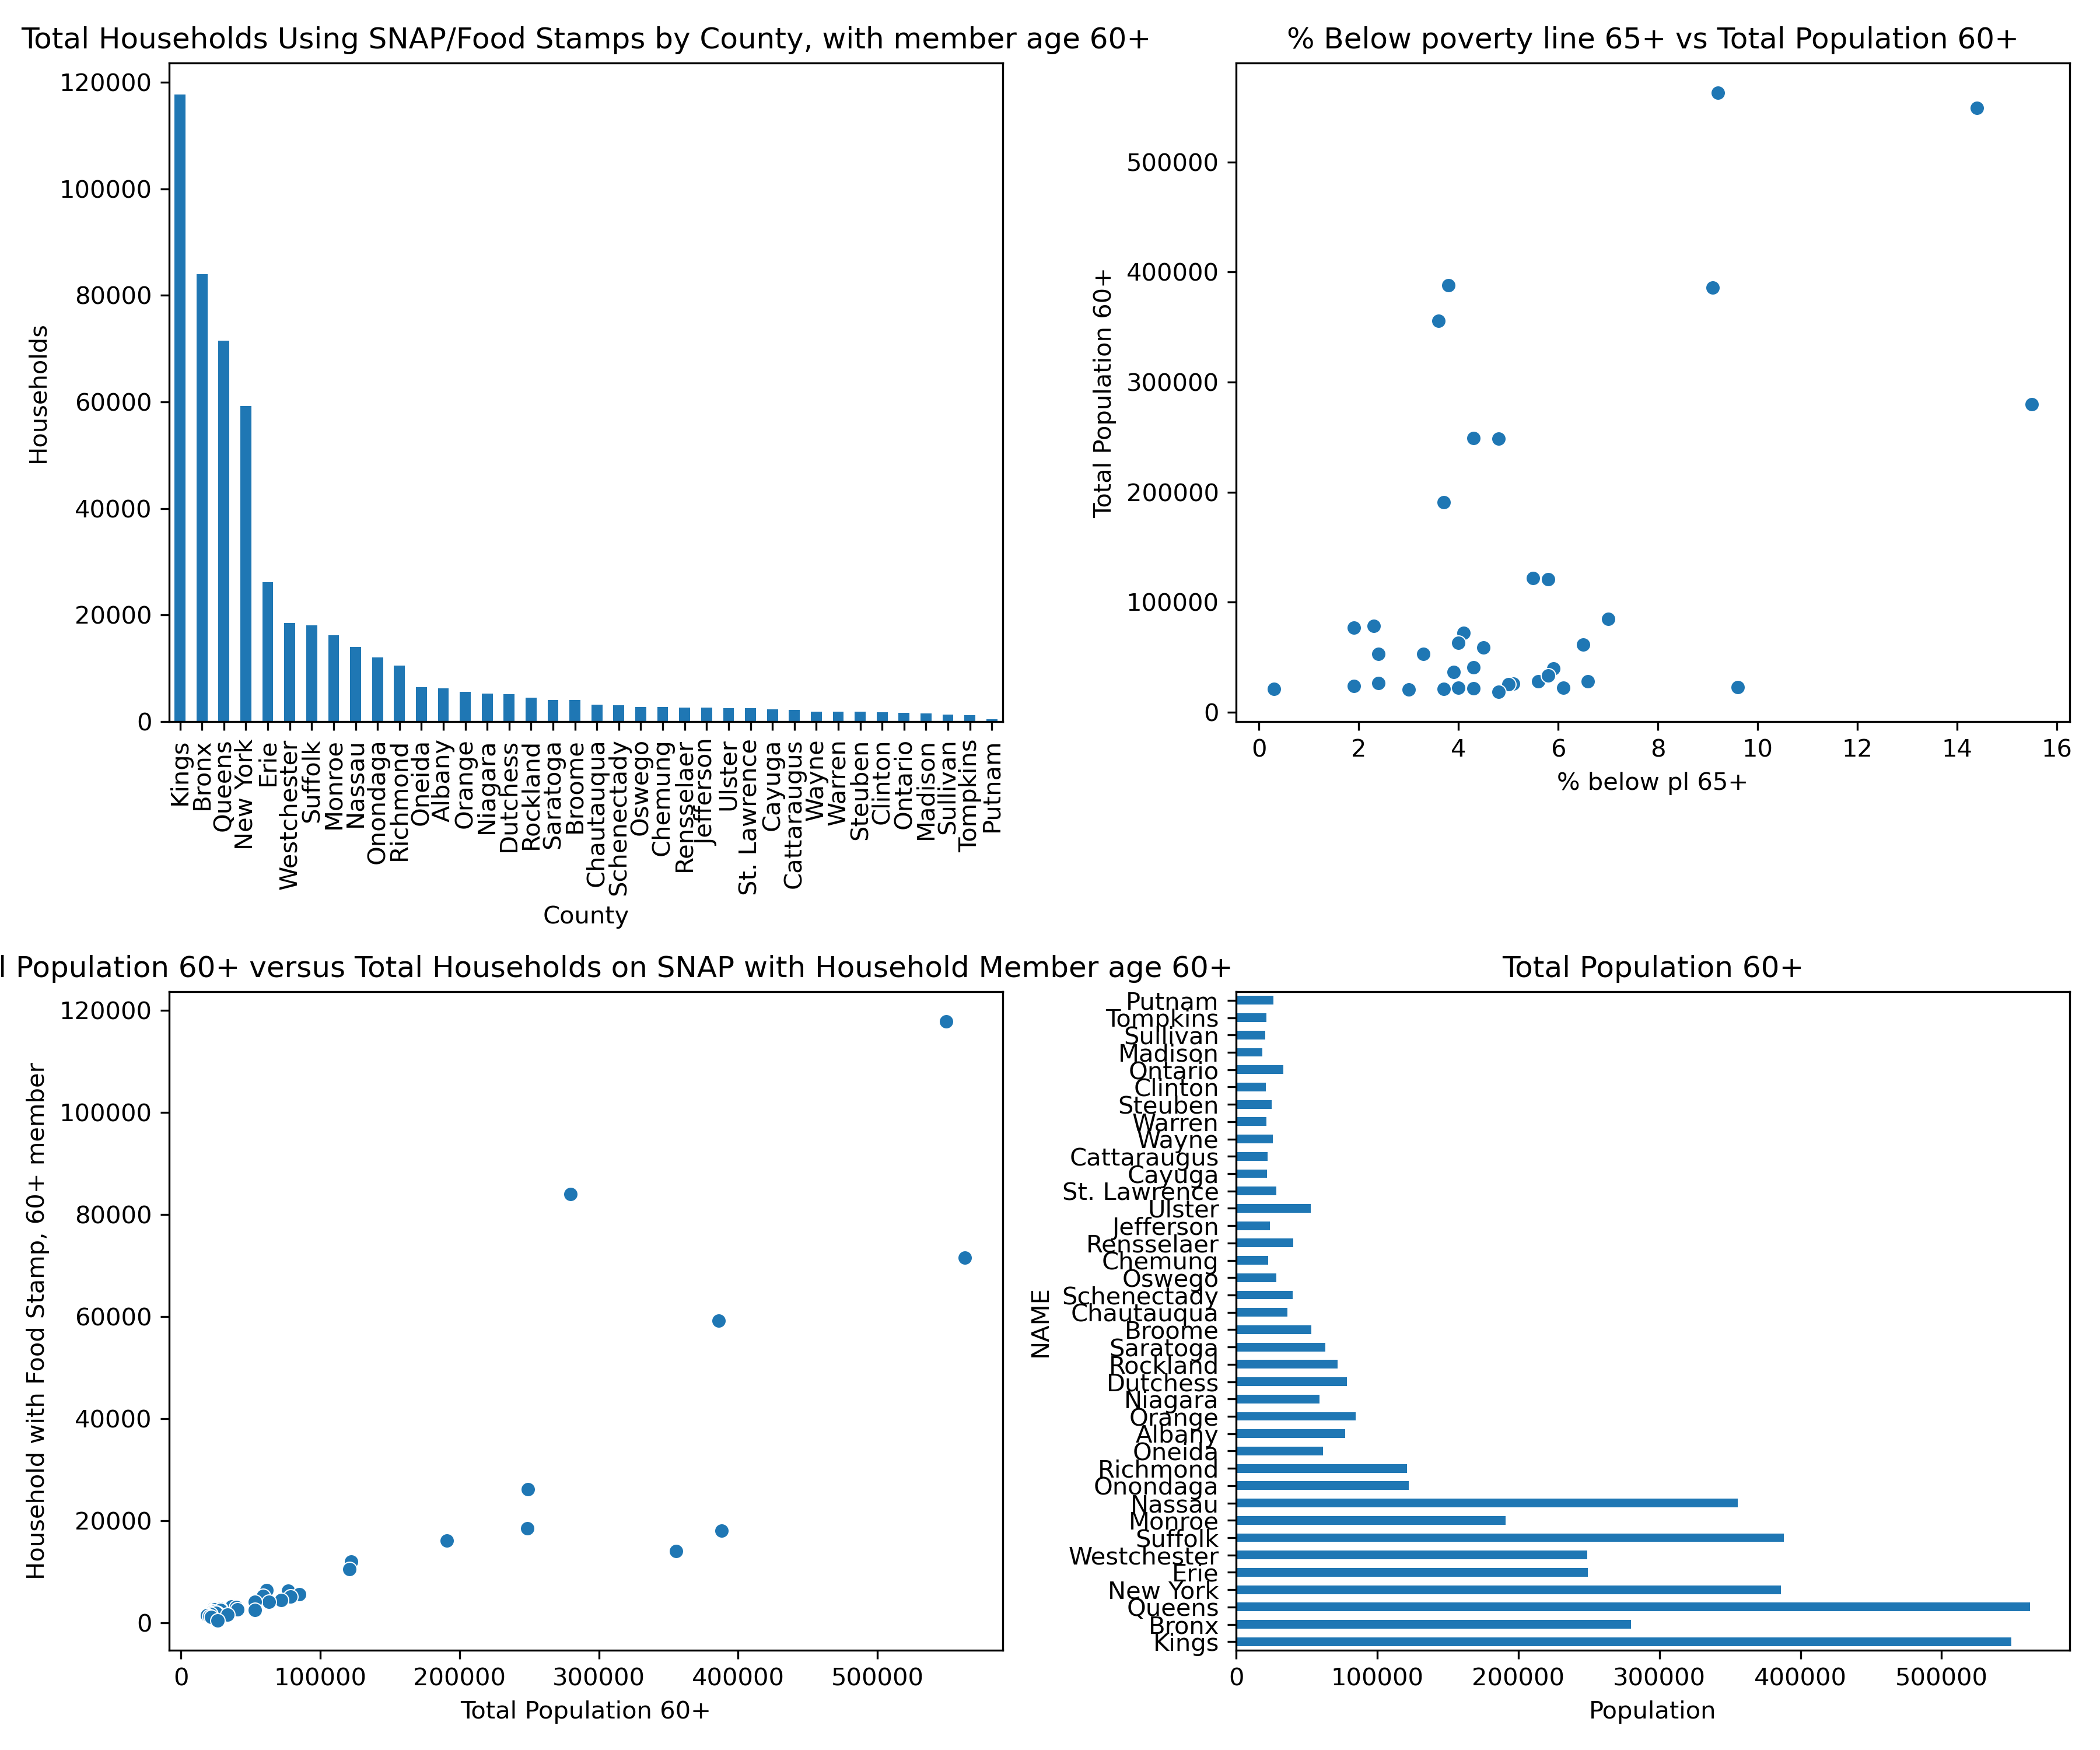 Total Households Using SNAP/Food Stamps by County, with member age 60+
120000
100000
80000
60000
40000
20000
0
Households
Kings
Bronx
Queens
New York
Erie
Westchester
Suffolk
Monroe
Nassau
Onondaga
Richmond
Oneida
Albany
Orange
Niagara
Dutchess
Rockland
Saratoga
Broome
Chautauqua
Schenectady
Oswego
Chemung
Rensselaer
Jefferson
Ulster
St. Lawrence
Cayuga
Cattaraugus
Wayne
Warren
Steuben
Clinton
Ontario
Madison
Sullivan
Tompkins
Putnam
County
% Below poverty line 65+ vs Total Population 60+
500000
400000
300000
200000
100000
0
Total Population 60+
0 2 4 6 8 10 12 14 16
% below pl 65+
l Population 60+ versus Total Households on SNAP with Household Member age 60+
120000
100000
80000
60000
40000
20000
0
Household with Food Stamp, 60+ member
0 100000 200000 300000 400000 500000
Total Population 60+
Total Population 60+
Putnam
Tompkins
Sullivan
Madison
Ontario
Clinton
Steuben
Warren
Wayne
Cattaraugus
Cayuga
St. Lawrence
Ulster
Jefferson
Rensselaer
Chemung
Oswego
Schenectady
Chautauqua
Broome
Saratoga
Rockland
Dutchess
Niagara
Orange
Albany
Oneida
Richmond
Onondaga
Nassau
Monroe
Suffolk
Westchester
Erie
New York
Queens
Bronx
Kings
NAME
0 100000 200000 300000 400000 500000
Population